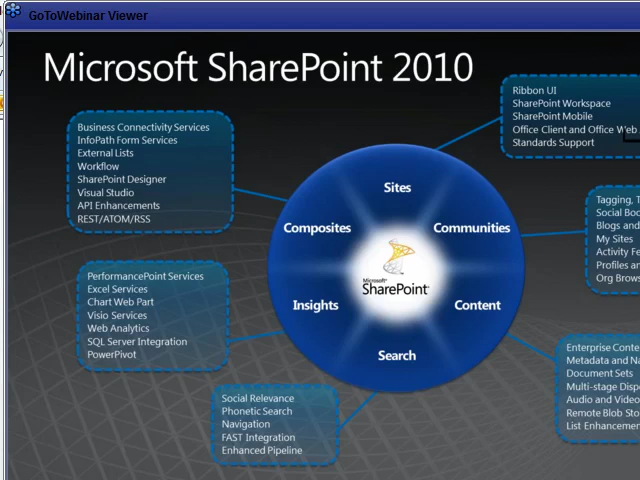 GoToWebinar Viewer
Microsoft SharePoint 2010
Ribbon UI
SharePoint Workspace
SharePoint Mobile
Office Client and Office Web
Standards Support
Business Connectivity Services
InfoPath Form Services
External Lists
Workflow
SharePoint Designer
Visual Studio
API Enhancements
REST/ATOM/RSS
Sites
Composites
Communities
Tagging, T
Social Boo
Blogs and
My Sites
Activity Fe
Profiles an
Org Brows
Microsoft
SharePoint
PerformancePoint Services
Excel Services
Chart Web Part
Visio Services
Web Analytics
SQL Server Integration
PowerPivot
Insights
Content
Search
Enterprise Conte
Metadata and Na
Document Sets
Multi-stage Disp
Audio and Video
Remote Blob Sto
List Enhancemen
Social Relevance
Phonetic Search
Navigation
FAST Integration
Enhanced Pipeline